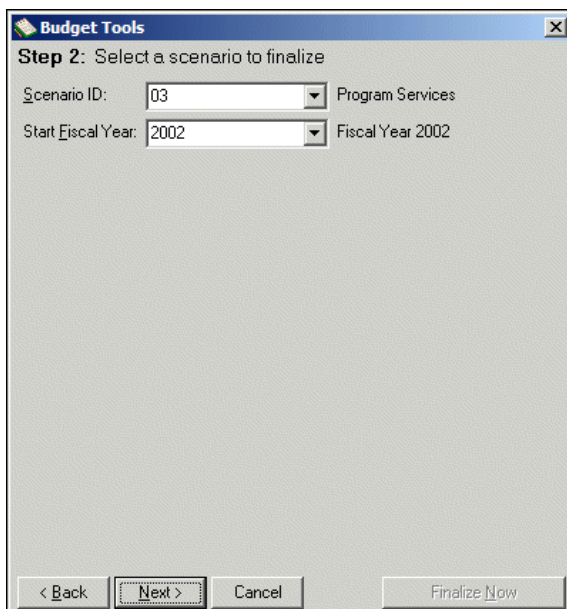 Budget Tools
Step 2: Select a scenario to finalize
Scenario ID: 03 Program Services
Start Fiscal Year: 2002 Fiscal Year 2002
< Back Next > Cancel Finalize Now